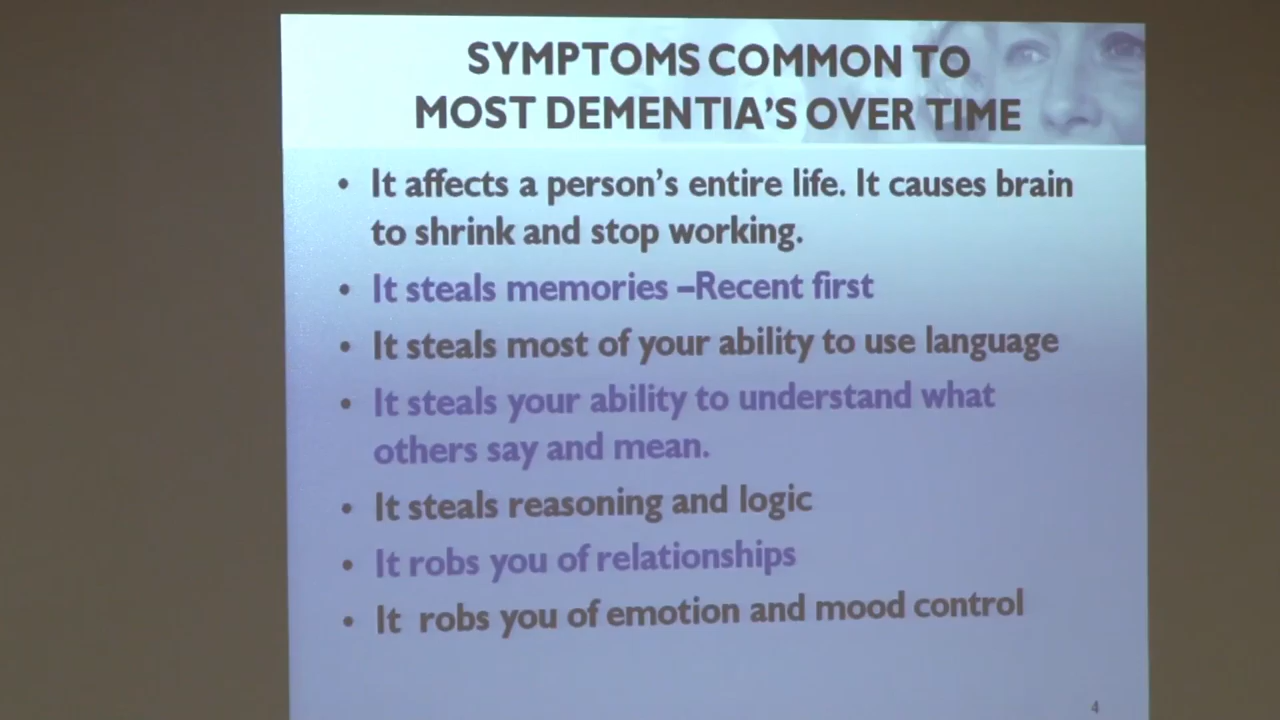 SYMPTOMS COMMON TO
MOST DEMENTIA'S OVER TIME
• It affects a person's entire life. It causes brain
to shrink and stop working.
• It steals memories –Recent first
• It steals most of your ability to use language
• It steals your ability to understand what
others say and mean.
• It steals reasoning and logic
• It robs you of relationships
• It robs you of emotion and mood control
4